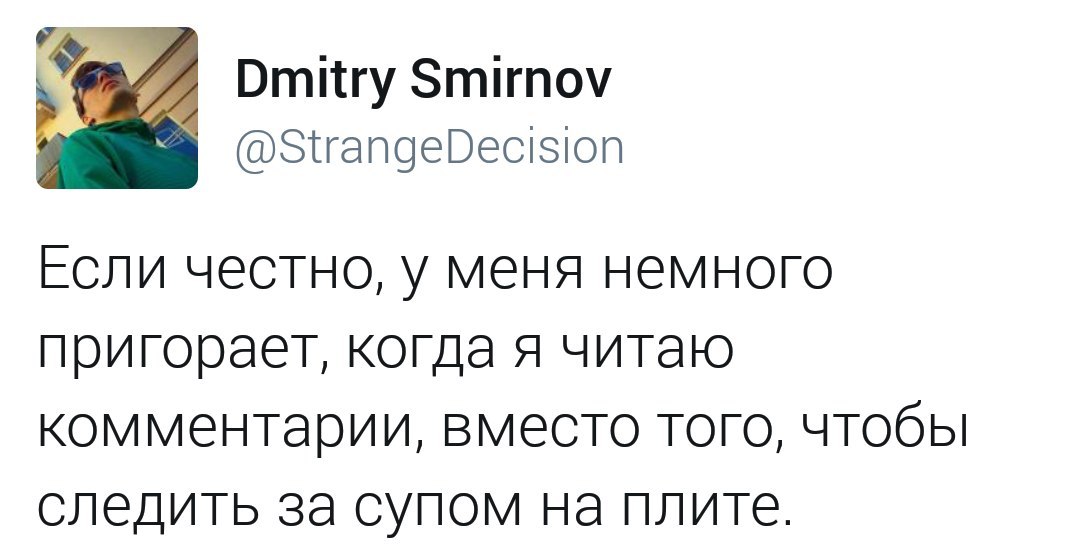 Dmitry Smirnov
@StrangeDecision
Если честно, у меня немного
пригорает, когда я читаю
комментарии, вместо того, чтобы
следить за супом на плите.